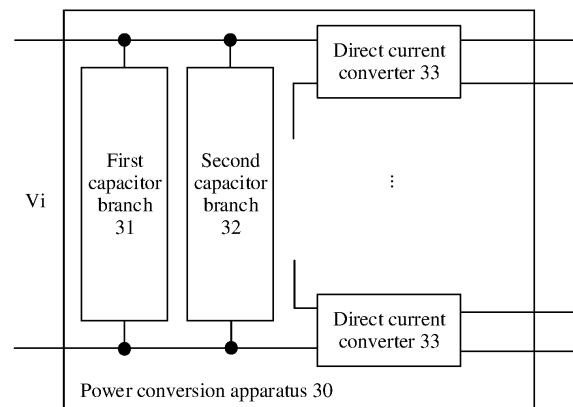 Direct current
converter 33
First
capacitor
branch
31
Second
capacitor
branch
32
Vi
⋮
Direct current
converter 33
Power conversion apparatus 30